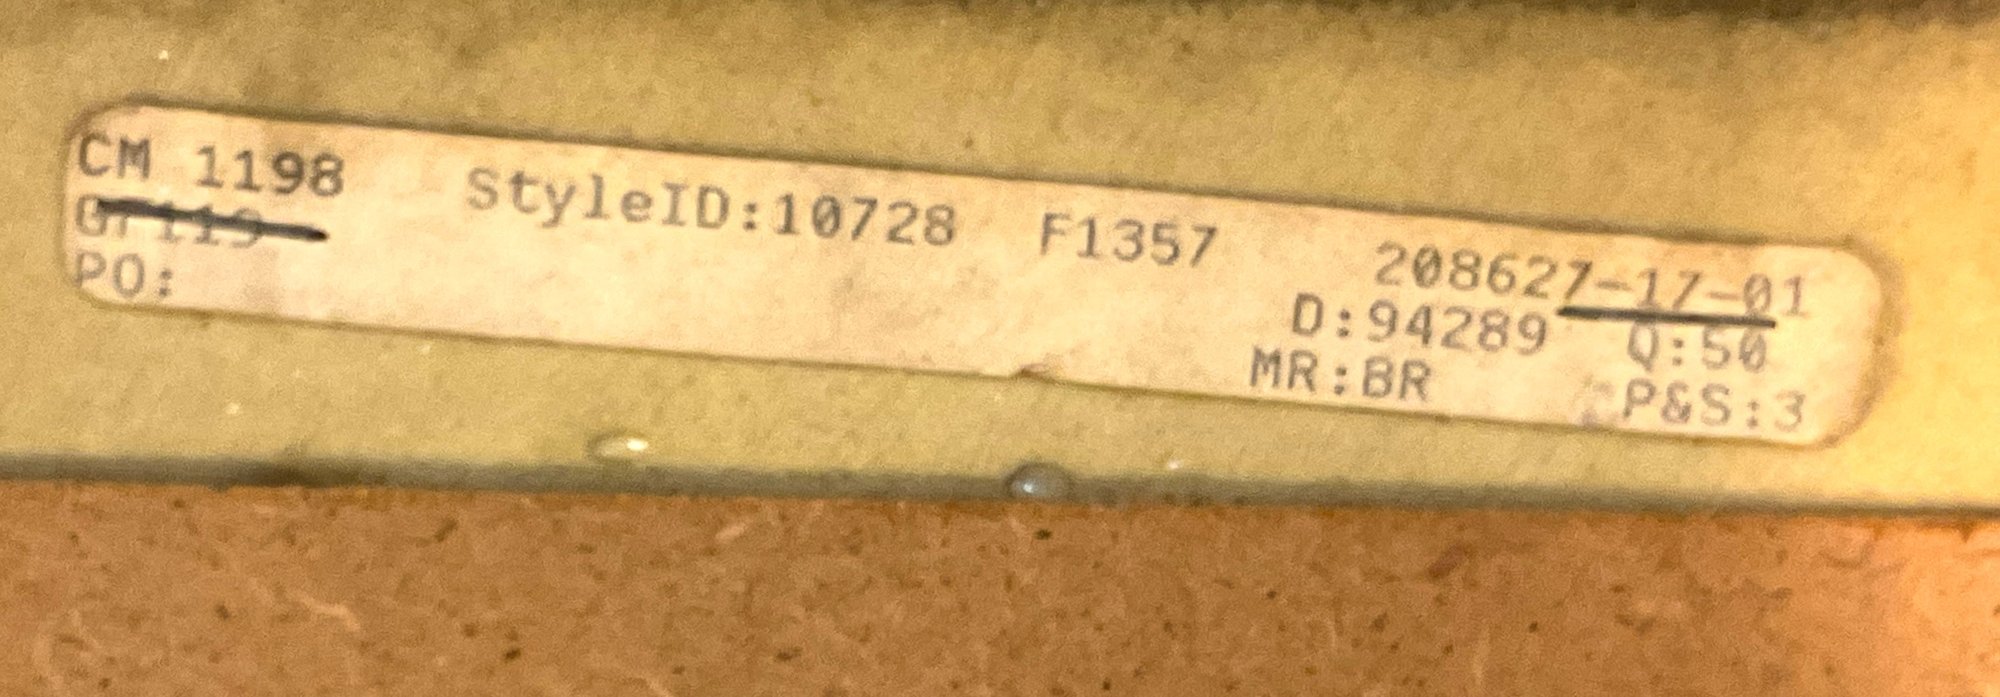 CM 1198 StyleID:10728 F1357 208627-17-01
D:94289 Q:50
PO: MR:BR P&S:3